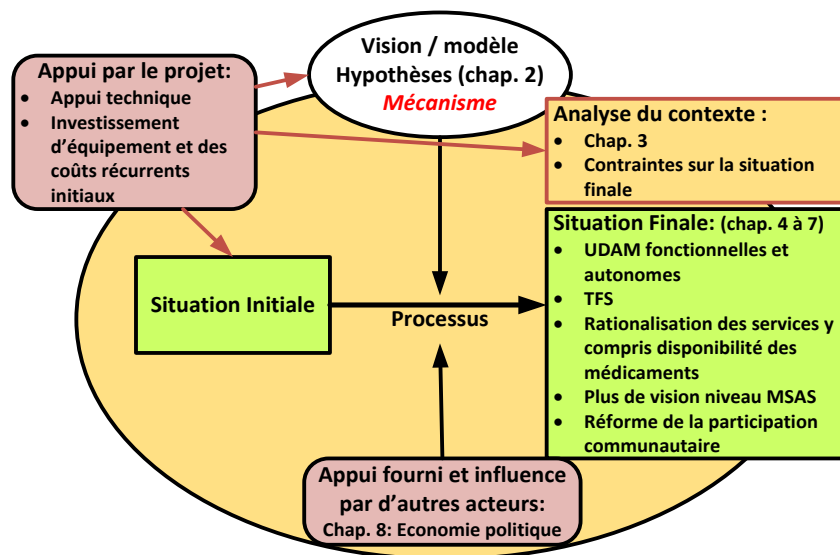 Vision / modèle
Hypothèses (chap. 2)
Mécanisme
Appui par le projet:
• Appui technique
• Investissement
d’équipement et des
coûts récurrents
initiaux
Analyse du contexte :
• Chap. 3
• Contraintes sur la situation
finale
Situation Finale: (chap. 4 à 7)
• UDAM fonctionnelles et
autonomes
• TFS
• Rationalisation des services y
compris disponibilité des
médicaments
• Plus de vision niveau MSAS
• Réforme de la participation
communautaire
Situation Initiale
Processus
Appui fourni et influence
par d’autres acteurs:
Chap. 8: Economie politique